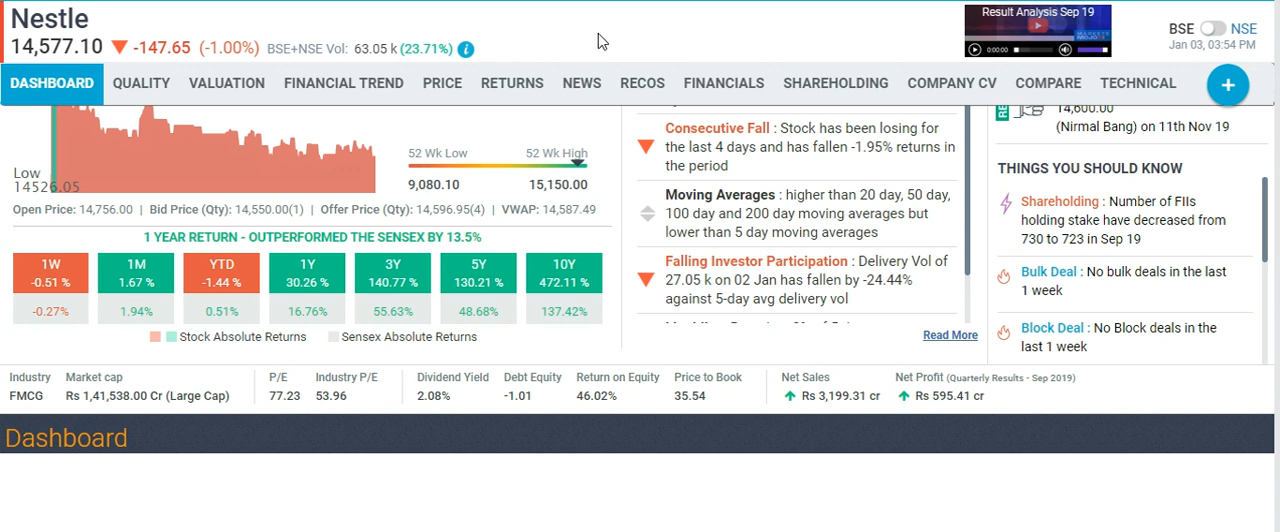 Nestle
14,577.10 -147.65 (-1.00%) BSE+NSE Vol: 63.05 k (23.71%) i
Result Analysis Sep 19
0:00:00
BSE NSE
Jan 03, 03:54 PM
DASHBOARD QUALITY VALUATION FINANCIAL TREND PRICE RETURNS NEWS RECOS FINANCIALS SHAREHOLDING COMPANY CV COMPARE TECHNICAL +
Low
14526.05
52 Wk Low 52 Wk High
9,080.10 15,150.00
Open Price: 14,756.00 | Bid Price (Qty): 14,550.00(1) | Offer Price: 14,596.95(4) | VWAP: 14,587.49
1 YEAR RETURN - OUTPERFORMED THE SENSEX BY 13.5%
1W 1M YTD 1Y 3Y 5Y 10Y
-0.51 % 1.67 % -1.44 % 30.26 % 140.77 % 130.21 % 472.11 %
-0.27% 1.94% 0.51% 16.76% 55.63% 48.68% 137.42%
Stock Absolute Returns Sensex Absolute Returns
Consecutive Fall : Stock has been losing for
the last 4 days and has fallen -1.95% returns in
the period
Moving Averages : higher than 20 day, 50 day,
100 day and 200 day moving averages but
lower than 5 day moving averages
Falling Investor Participation : Delivery Vol of
27.05 k on 02 Jan has fallen by -24.44%
against 5-day avg delivery vol
Read More
14,600.00
(Nirmal Bang) on 11th Nov 19
THINGS YOU SHOULD KNOW
Shareholding : Number of FIIs
holding stake have decreased from
730 to 723 in Sep 19
Bulk Deal : No bulk deals in the last
1 week
Block Deal : No Block deals in the
last 1 week
Industry Market cap P/E Industry P/E Dividend Yield Debt Equity Return on Equity Price to Book Net Sales Net Profit (Quarterly Results - Sep 2019)
FMCG Rs 1,41,538.00 Cr (Large Cap) 77.23 53.96 2.08% -1.01 46.02% 35.54 Rs 3,199.31 cr Rs 595.41 cr
Dashboard